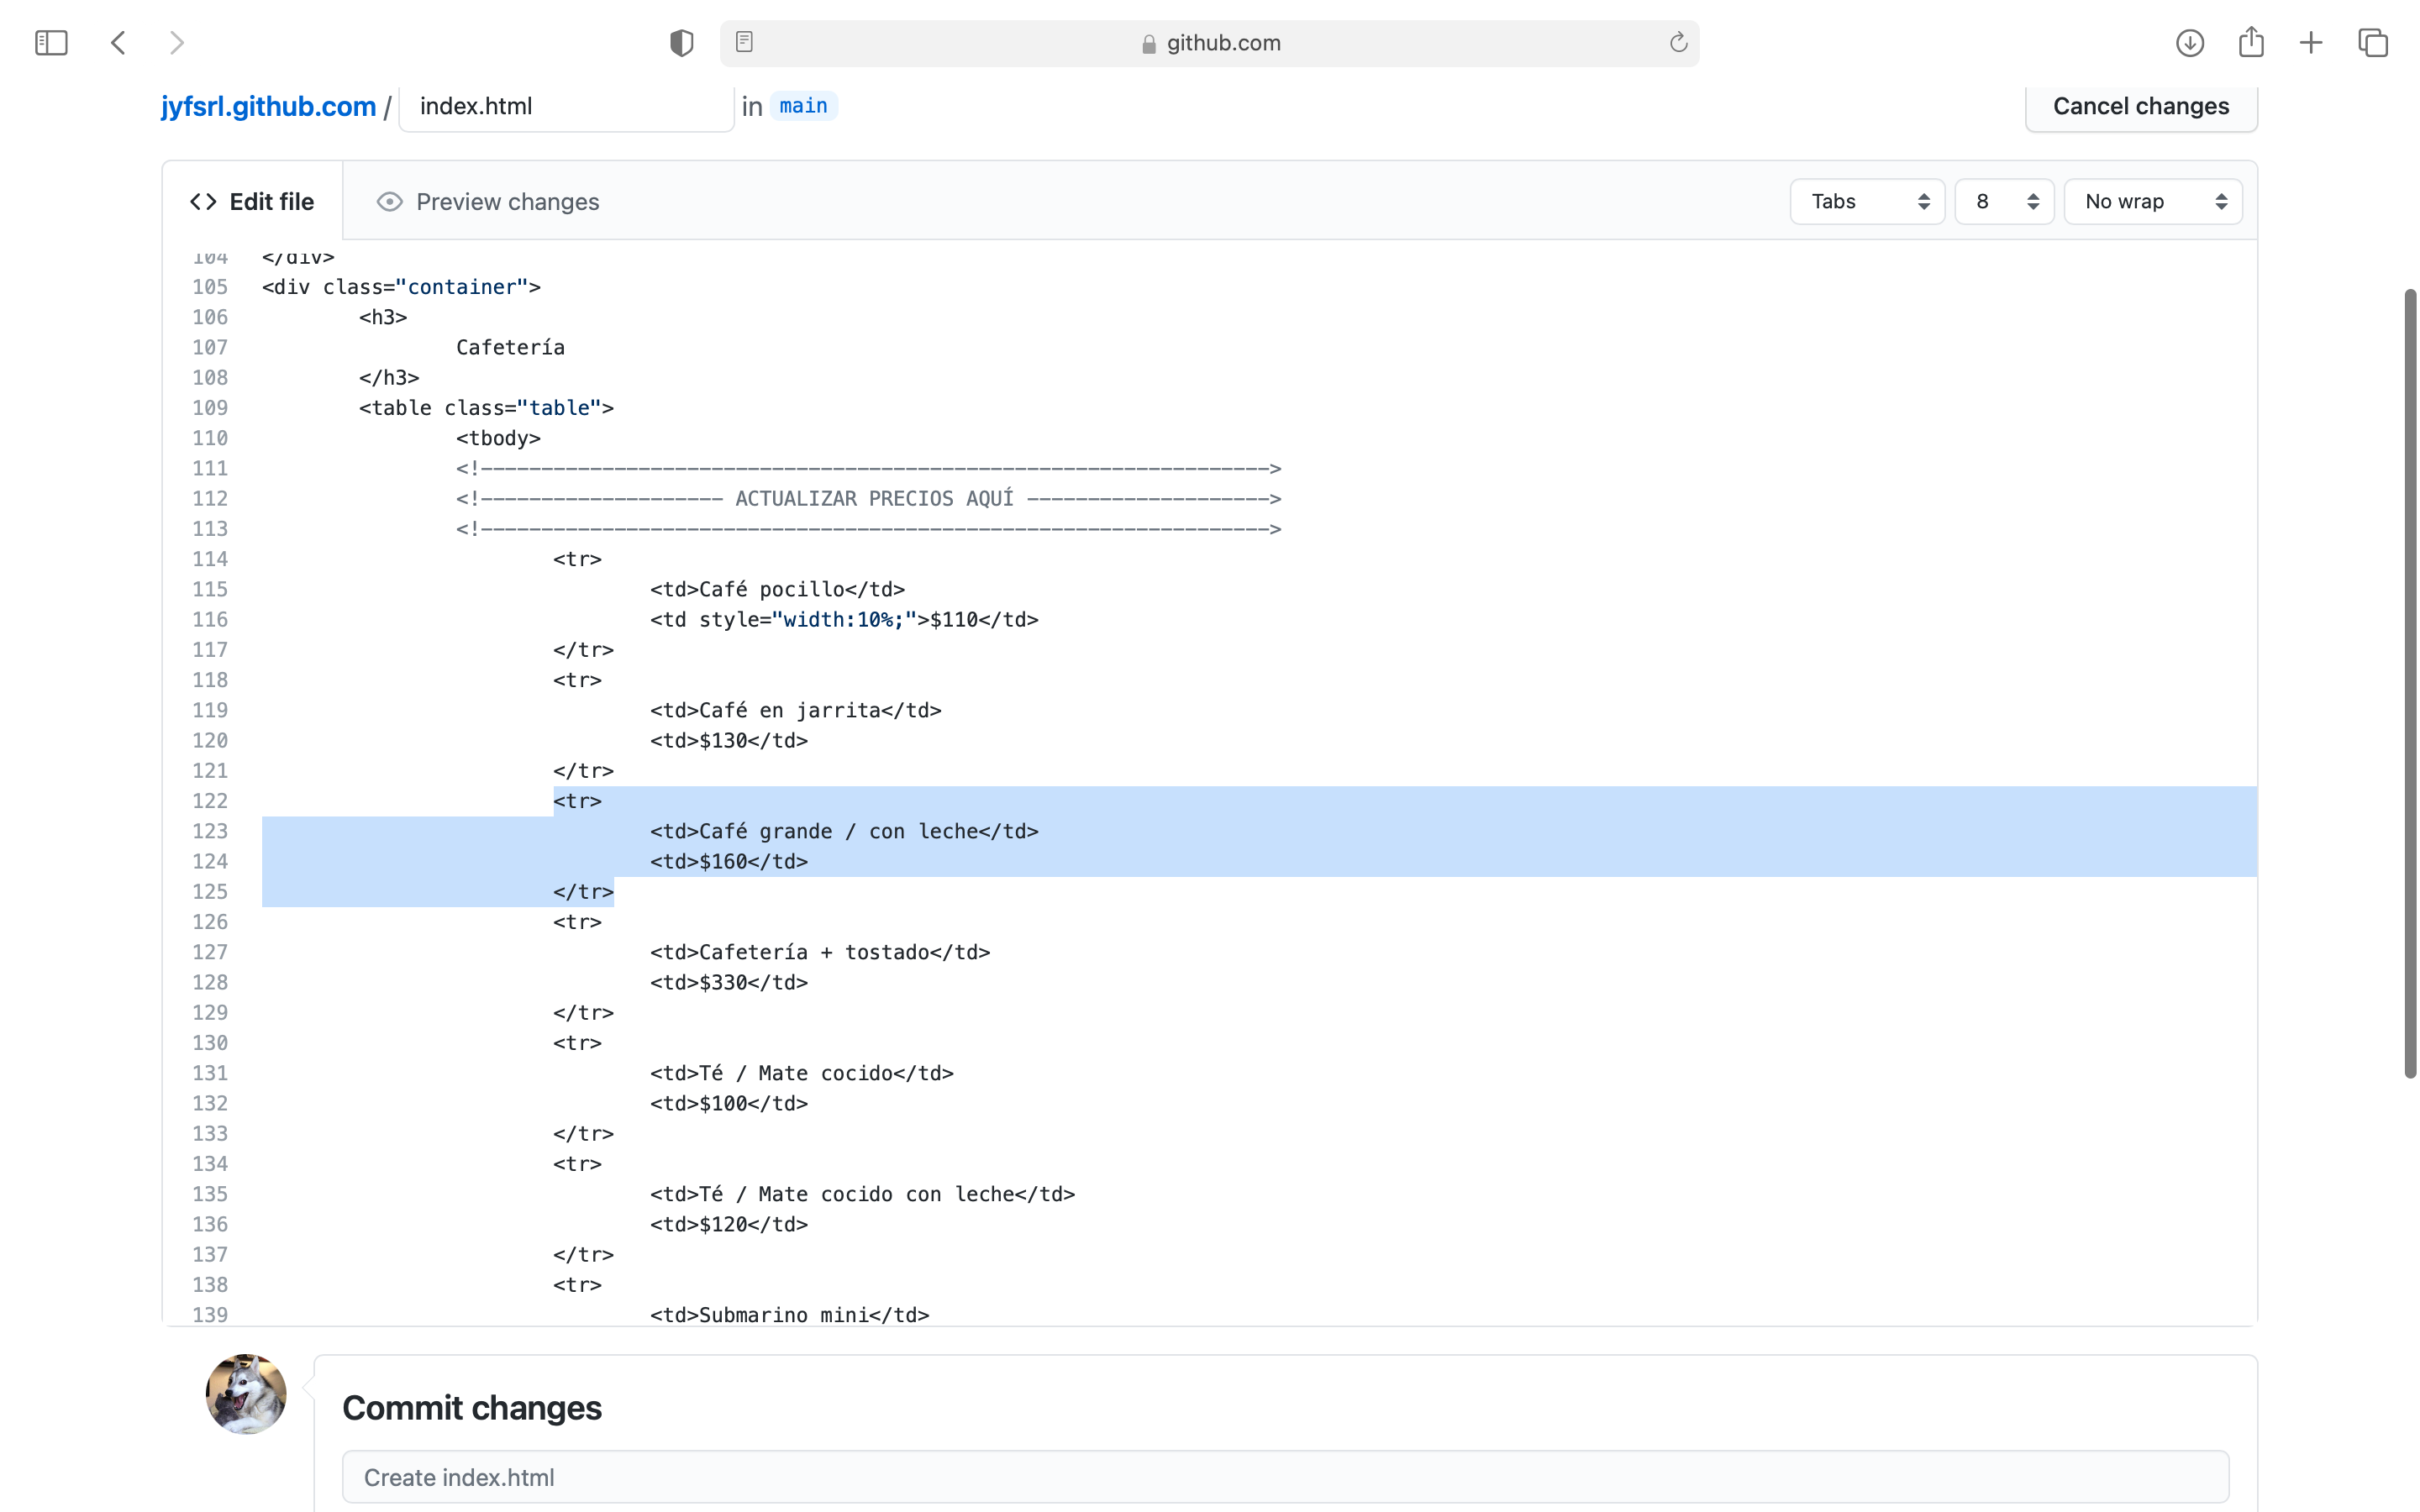 github.com
jyfsrl.github.com / index.html in main Cancel changes
Edit file Preview changes Tabs 8 No wrap
104 </div>
105 <div class="container">
106 <h3>
107 Cafetería
108 </h3>
109 <table class="table">
110 <tbody>
111 <!----------------------------------------------------------------->
112 <!-------------------- ACTUALIZAR PRECIOS AQUÍ -------------------->
113 <!----------------------------------------------------------------->
114 <tr>
115 <td>Café pocillo</td>
116 <td style="width:10%;">$110</td>
117 </tr>
118 <tr>
119 <td>Café en jarrita</td>
120 <td>$130</td>
121 </tr>
122 <tr>
123 <td>Café grande / con leche</td>
124 <td>$160</td>
125 </tr>
126 <tr>
127 <td>Cafetería + tostado</td>
128 <td>$330</td>
129 </tr>
130 <tr>
131 <td>Té / Mate cocido</td>
132 <td>$100</td>
133 </tr>
134 <tr>
135 <td>Té / Mate cocido con leche</td>
136 <td>$120</td>
137 </tr>
138 <tr>
139 <td>Submarino mini</td>
Commit changes
Create index.html